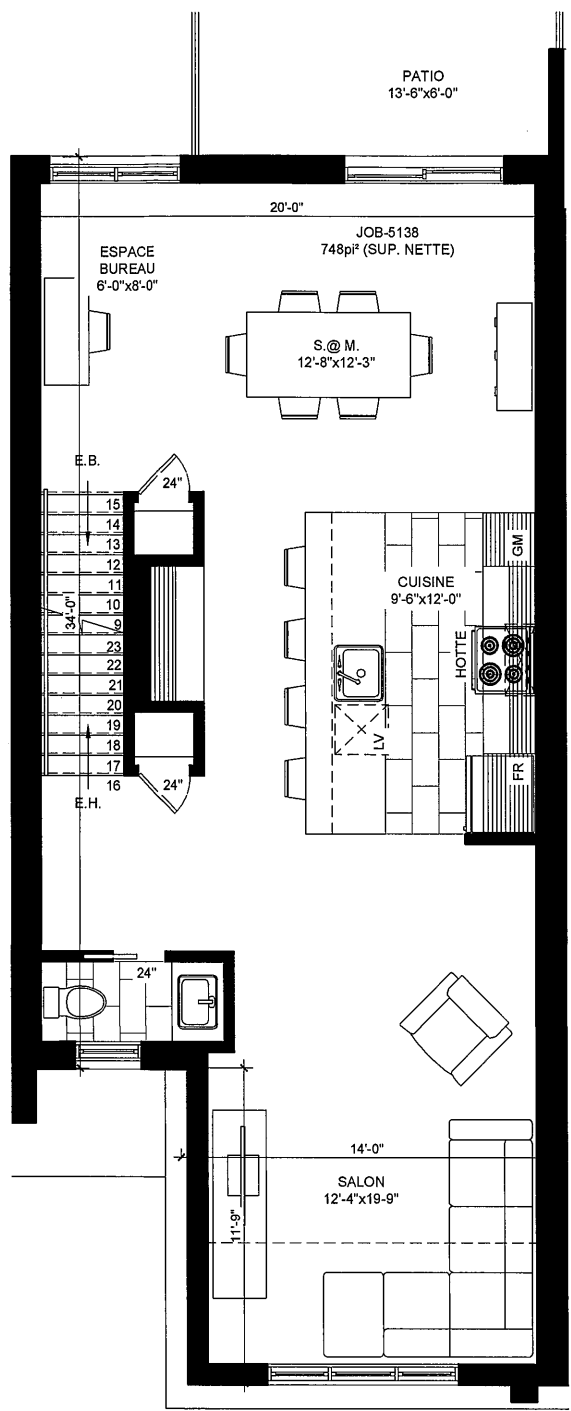 PATIO
13'-6"x6'-0"
20'-0"
JOB-5138
748pi² (SUP. NETTE)
ESPACE
BUREAU
6'-0"x8'-0"
S.@ M.
12'-8"x12'-3"
E.B.
24"
15
14
13
12
11
10
9
23
22
21
20
19
18
17
16
34'-0"
GM
CUISINE
9'-6"x12'-0"
HOTTE
LV
FR
24"
E.H.
24"
14'-0"
SALON
12'-4"x19-9"
11'-9"